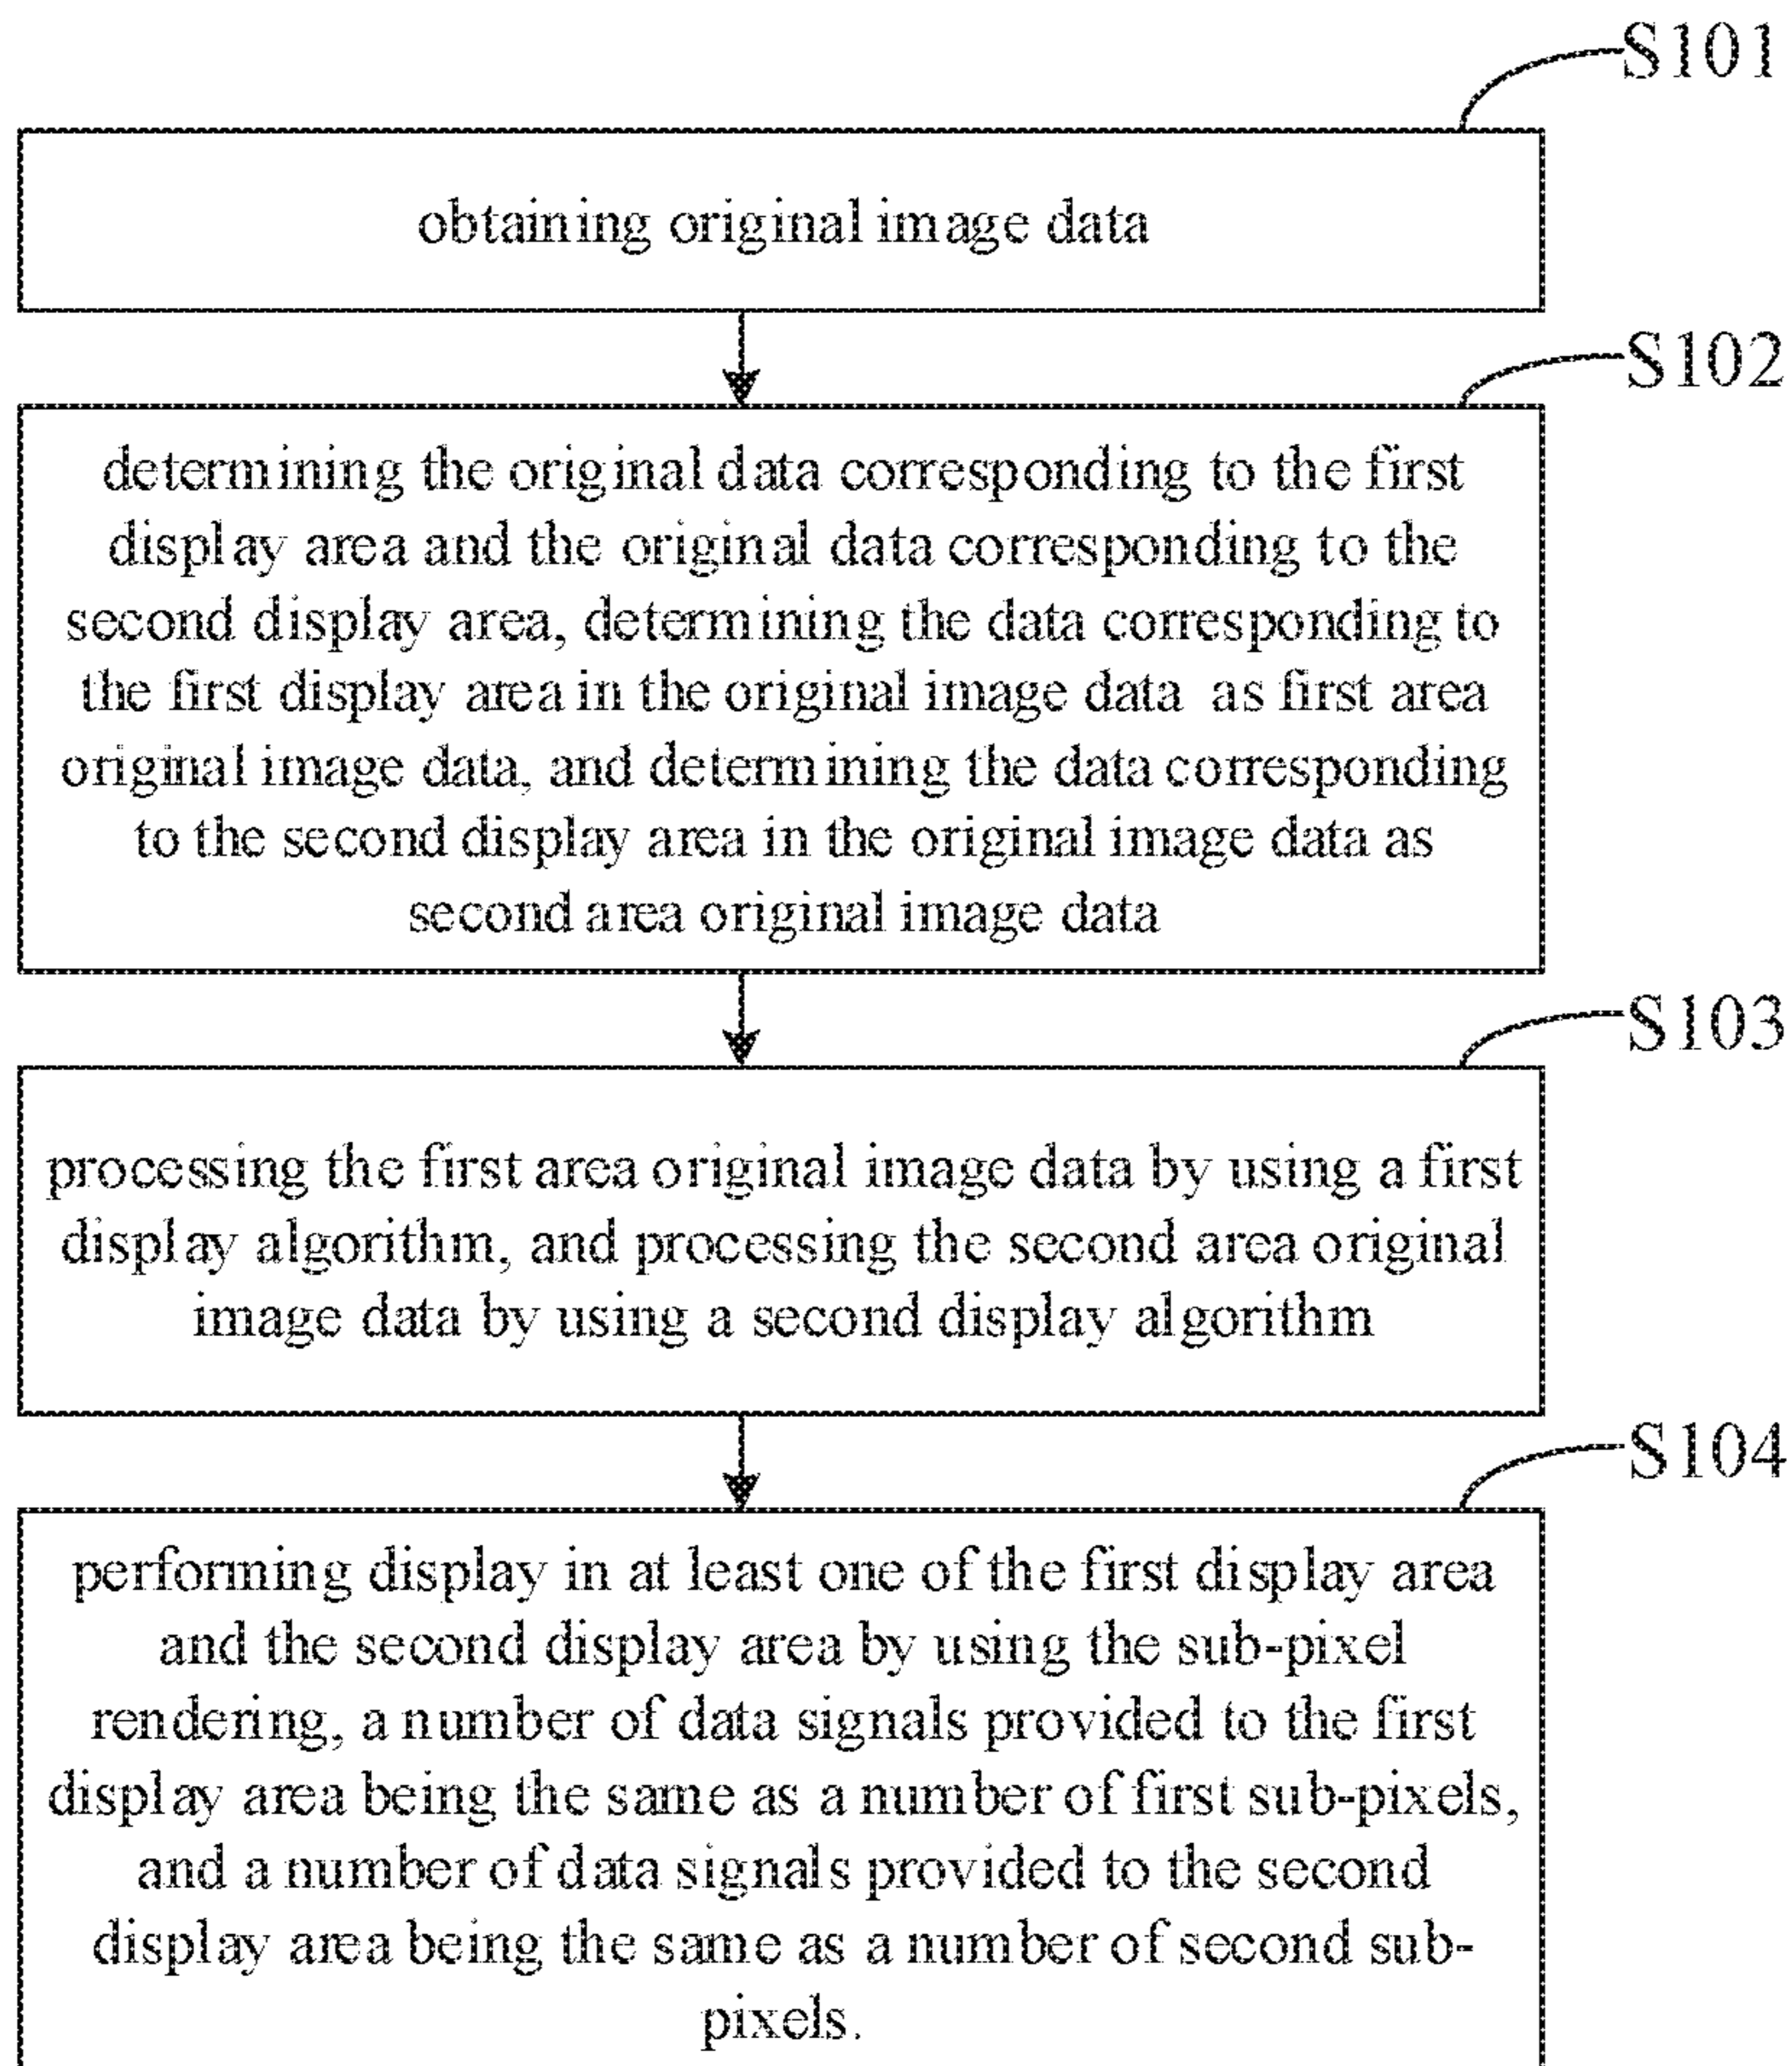 S101
obtaining original image data
S102
determining the original data corresponding to the first
display area and the original data corresponding to the
second display area, determining the data corresponding to
the first display area in the original image data as first area
original image data, and determining the data corresponding
to the second display area in the original image data as
second area original image data
S103
processing the first area original image data by using a first
display algorithm, and processing the second area original
image data by using a second display algorithm
S104
performing display in at least one of the first display area
and the second display area by using the sub-pixel
rendering, a number of data signals provided to the first
display area being the same as a number of first sub-pixels,
and a number of data signals provided to the second
display area being the same as a number of second sub-
pixels.